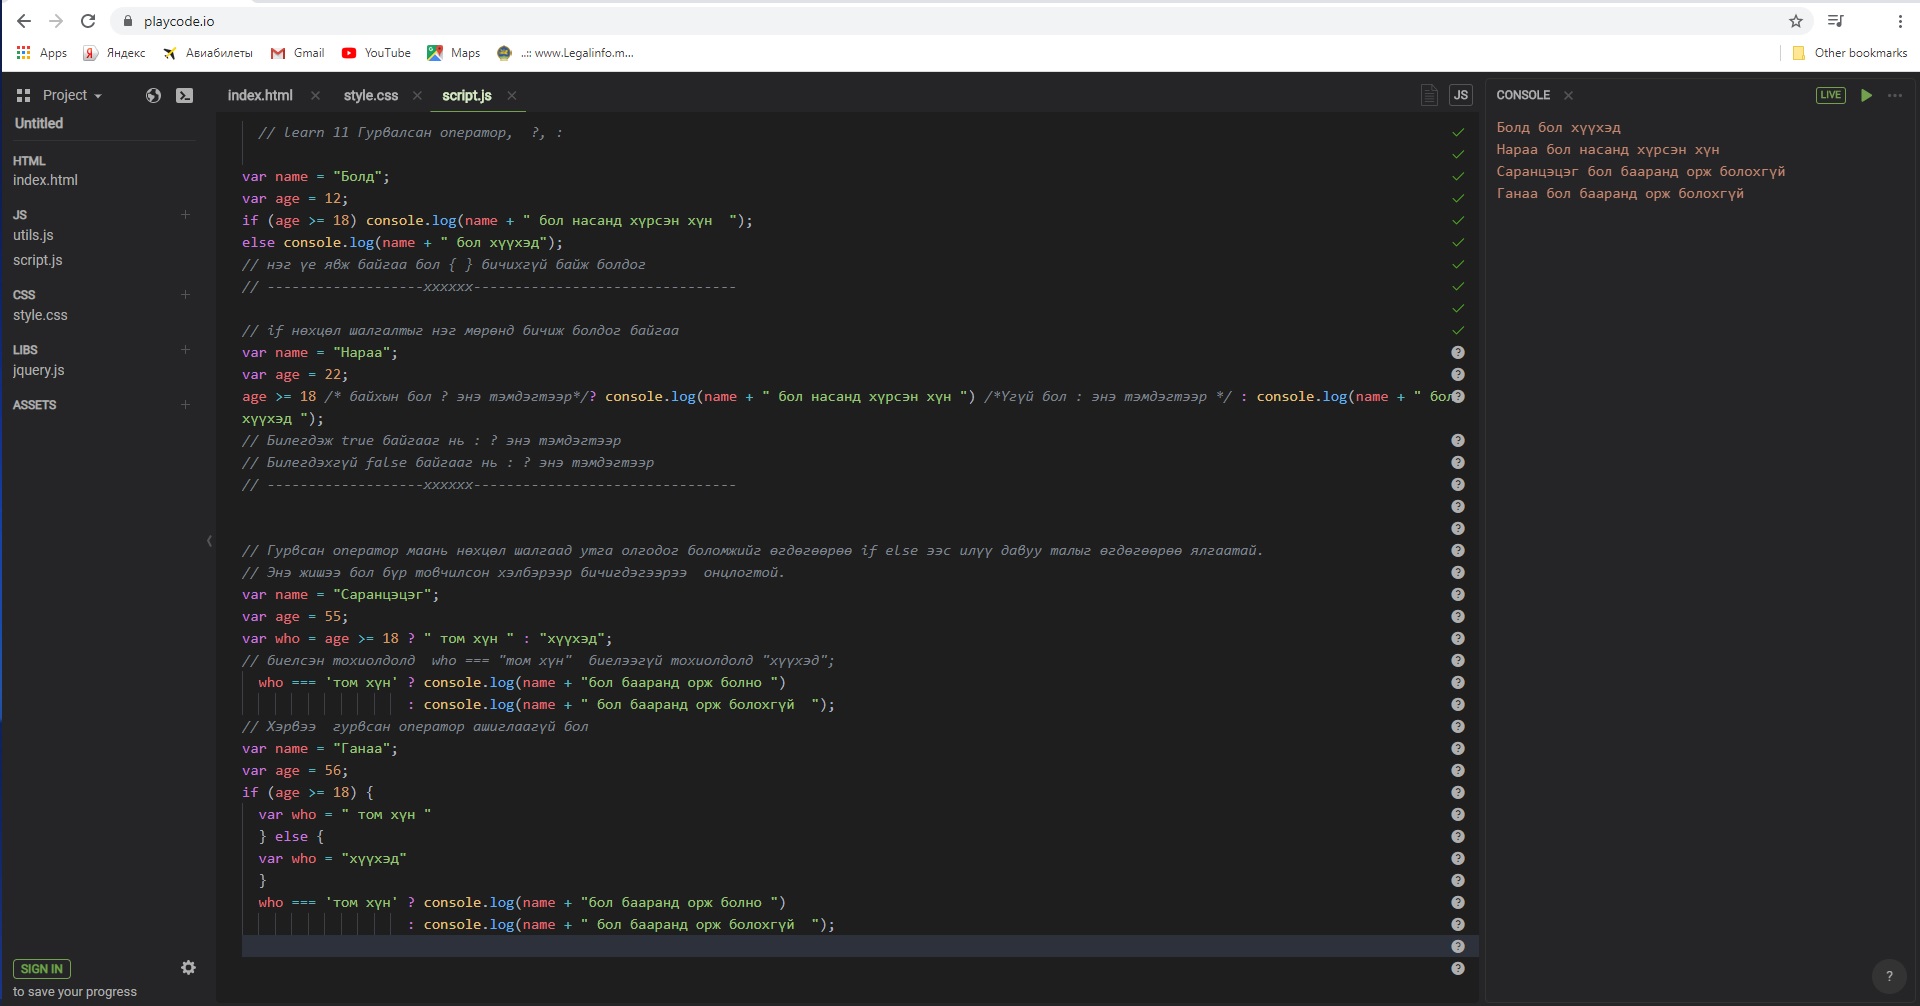 playcode.io
Apps Яндекс Авиабилеты Gmail YouTube Maps ..:: www.Legalinfo.m... Other bookmarks
Project index.html style.css script.js JS CONSOLE LIVE
Untitled
HTML
index.html
JS
utils.js
script.js
CSS
style.css
LIBS
jquery.js
ASSETS
SIGN IN
to save your progress
// learn 11 Гурвалсан оператор,  ?, :
var name = "Болд";
var age = 12;
if (age >= 18) console.log(name + " бол насанд хүрсэн хүн  ");
else console.log(name + " бол хүүхэд");
// нэг үе явж байгаа бол { } бичихгүй байж болдог
// -------------------xxxxxx--------------------------------
// if нөхцөл шалгалтыг нэг мөрөнд бичиж болдог байгаа
var name = "Нараа";
var age = 22;
age >= 18 /* байхын бол ? энэ тэмдэгтээр*/? console.log(name + " бол насанд хүрсэн хүн ") /*Үгүй бол : энэ тэмдэгтээр */ : console.log(name + " бол
хүүхэд ");
// Билегдэж true байгааг нь : ? энэ тэмдэгтээр
// Билегдэхгүй false байгааг нь : ? энэ тэмдэгтээр
// -------------------xxxxxx--------------------------------
// Гурвсан оператор маань нөхцөл шалгаад утга олгодог боломжийг өгдөгөөрөө if else ээс илүү давуу талыг өгдөгөөрөө ялгаатай.
// Энэ жишээ бол бүр товчилсон хэлбэрээр бичигдэгээрээ  онцлогтой.
var name = "Саранцэцэг";
var age = 55;
var who = age >= 18 ? " том хүн " : "хүүхэд";
// биелсэн тохиолдолд  who === "том хүн"  биелээгүй тохиолдолд "хүүхэд";
who === 'том хүн' ? console.log(name + "бол бааранд орж болно ")
: console.log(name + " бол бааранд орж болохгүй  ");
// Хэрвээ  гурвсан оператор ашиглаагүй бол
var name = "Ганаа";
var age = 56;
if (age >= 18) {
var who = " том хүн "
} else {
var who = "хүүхэд"
}
who === 'том хүн' ? console.log(name + "бол бааранд орж болно ")
: console.log(name + " бол бааранд орж болохгүй  ");
Болд бол хүүхэд
Нараа бол насанд хүрсэн хүн
Саранцэцэг бол бааранд орж болохгүй
Ганаа бол бааранд орж болохгүй